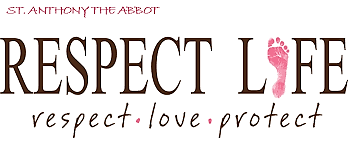 ST. ANTHONY THE ABBOT
RESPECT LIFE
respect • love • protect